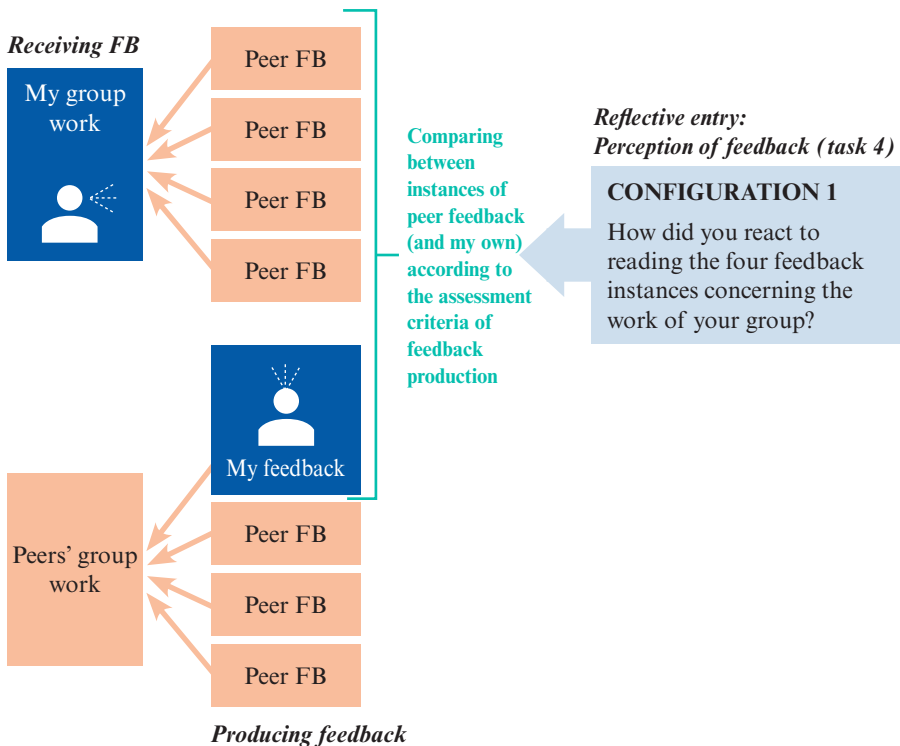 Receiving FB
My group
work
Peer FB
Peer FB
Peer FB
Peer FB
My feedback
Peers’ group
work
Peer FB
Peer FB
Peer FB
Producing feedback
Comparing
between
instances of
peer feedback
(and my own)
according to
the assessment
criteria of
feedback
production
Reflective entry:
Perception of feedback (task 4)
CONFIGURATION 1
How did you react to
reading the four feedback
instances concerning the
work of your group?